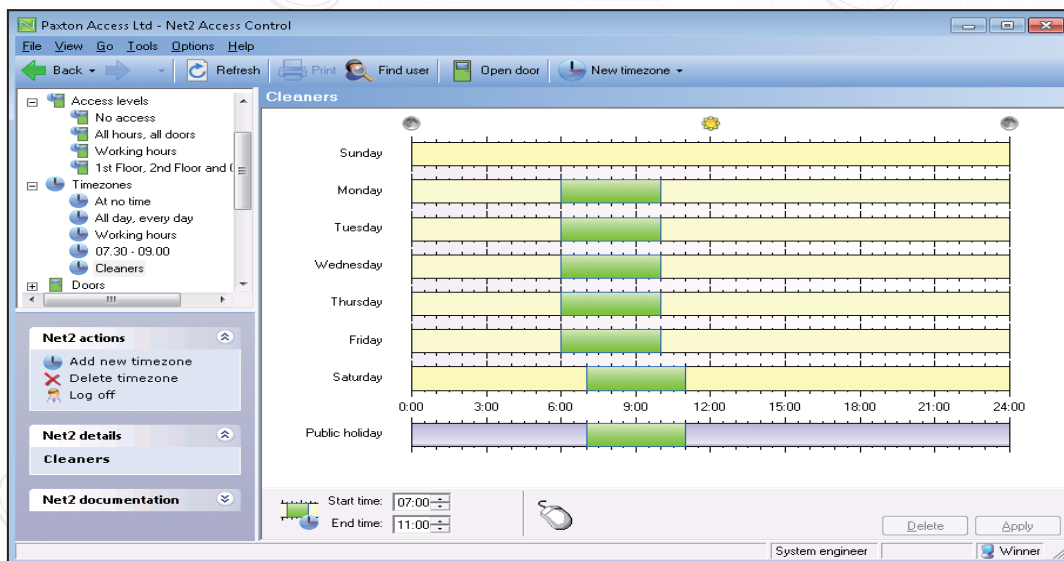 Paxton Access Ltd - Net2 Access Control
File View Go Tools Options Help
Back Refresh Print Find user Open door New timezone
Access levels
No access
All hours, all doors
Working hours
1st Floor, 2nd Floor and
Timezones
At no time
All day, every day
Working hours
07.30 - 09.00
Cleaners
Doors
Net2 actions
Add new timezone
Delete timezone
Log off
Net2 details
Cleaners
Net2 documentation
Cleaners
Sunday
Monday
Tuesday
Wednesday
Thursday
Friday
Saturday
0:00 3:00 6:00 9:00 12:00 15:00 18:00 21:00 24:00
Public holiday
Start time: 07:00
End time: 11:00
Delete Apply
System engineer Winner